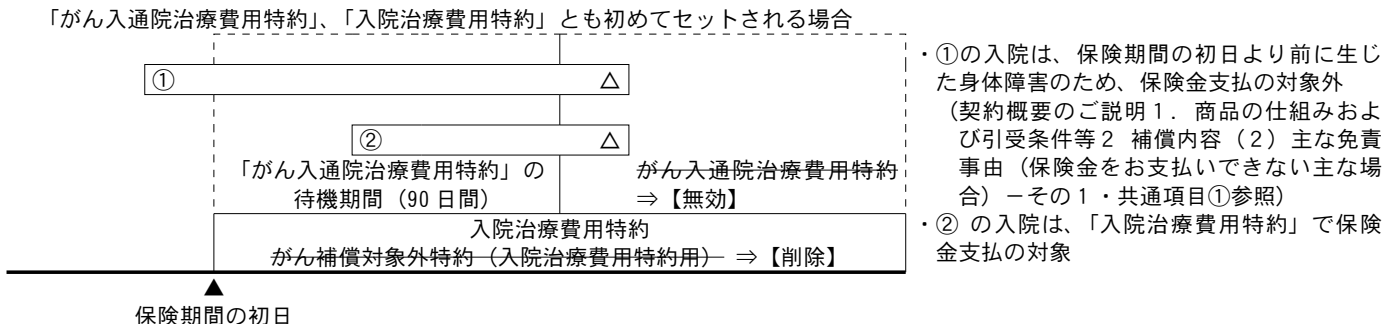 「がん入通院治療費用特約」、「入院治療費用特約」とも初めてセットされる場合
①
△
②
△
「がん入通院治療費用特約」の
待機期間（90日間）
がん入通院治療費用特約
⇒【無効】
入院治療費用特約
がん補償対象外特約（入院治療費用特約用） ⇒【削除】
▲
保険期間の初日
・①の入院は、保険期間の初日より前に生じ
た身体障害のため、保険金支払の対象外
（契約概要のご説明１．商品の仕組みおよ
び引受条件等２ 補償内容（２）主な免責
事由（保険金をお支払いできない主な場
合）－その１・共通項目①参照）
・② の入院は、「入院治療費用特約」で保険
金支払の対象